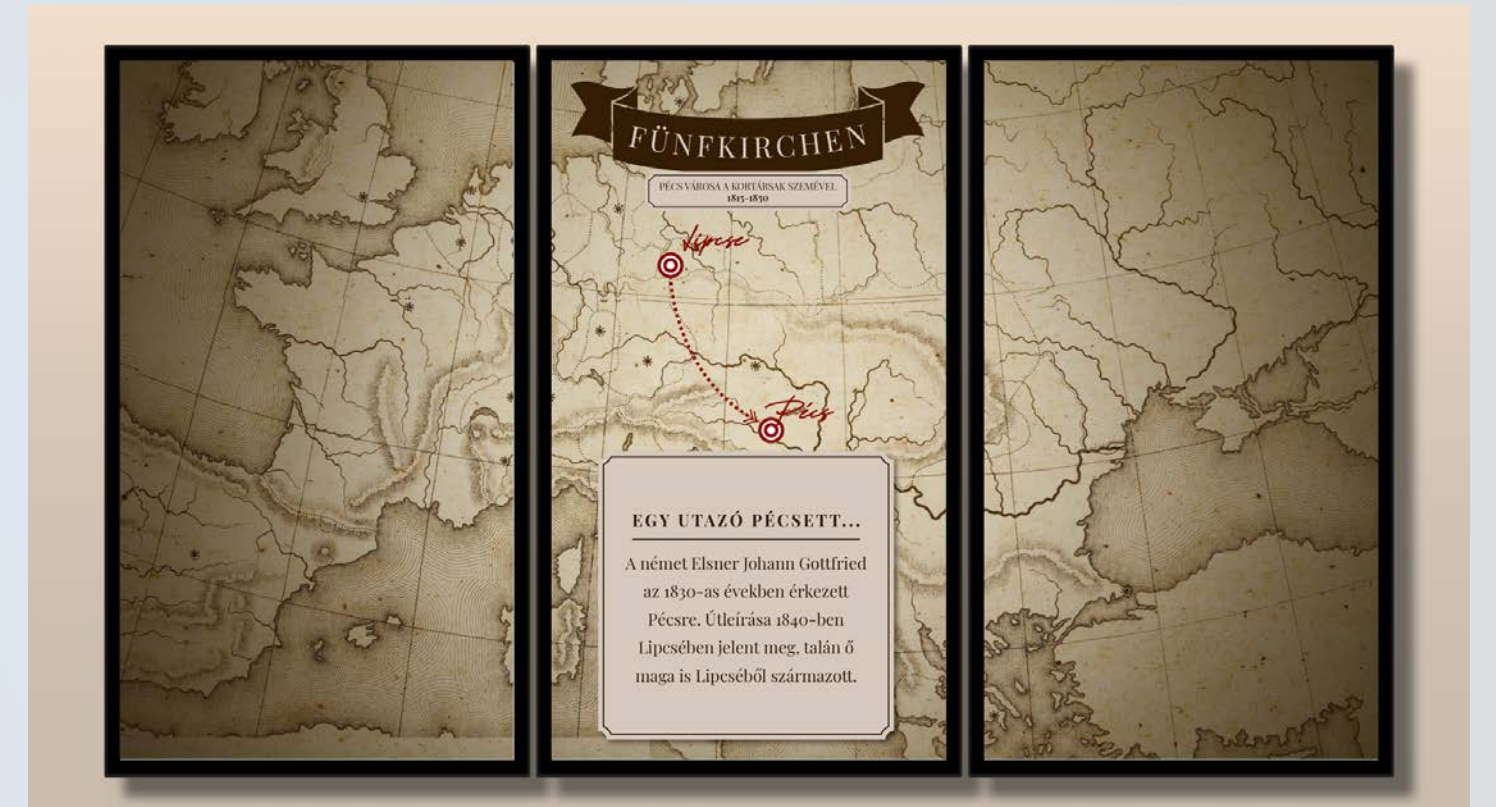 FÜNFKIRCHEN
PÉCS VÁROSA A KORTÁRSAK SZEMÉVEL
1815-1850
Lipcse
Pécs
EGY UTAZÓ PÉCSETT...
A német Elsner Johann Gottfried
az 1830-as években érkezett
Pécsre. Útleírása 1840-ben
Lipcsében jelent meg, talán ő
maga is Lipcséből származott.